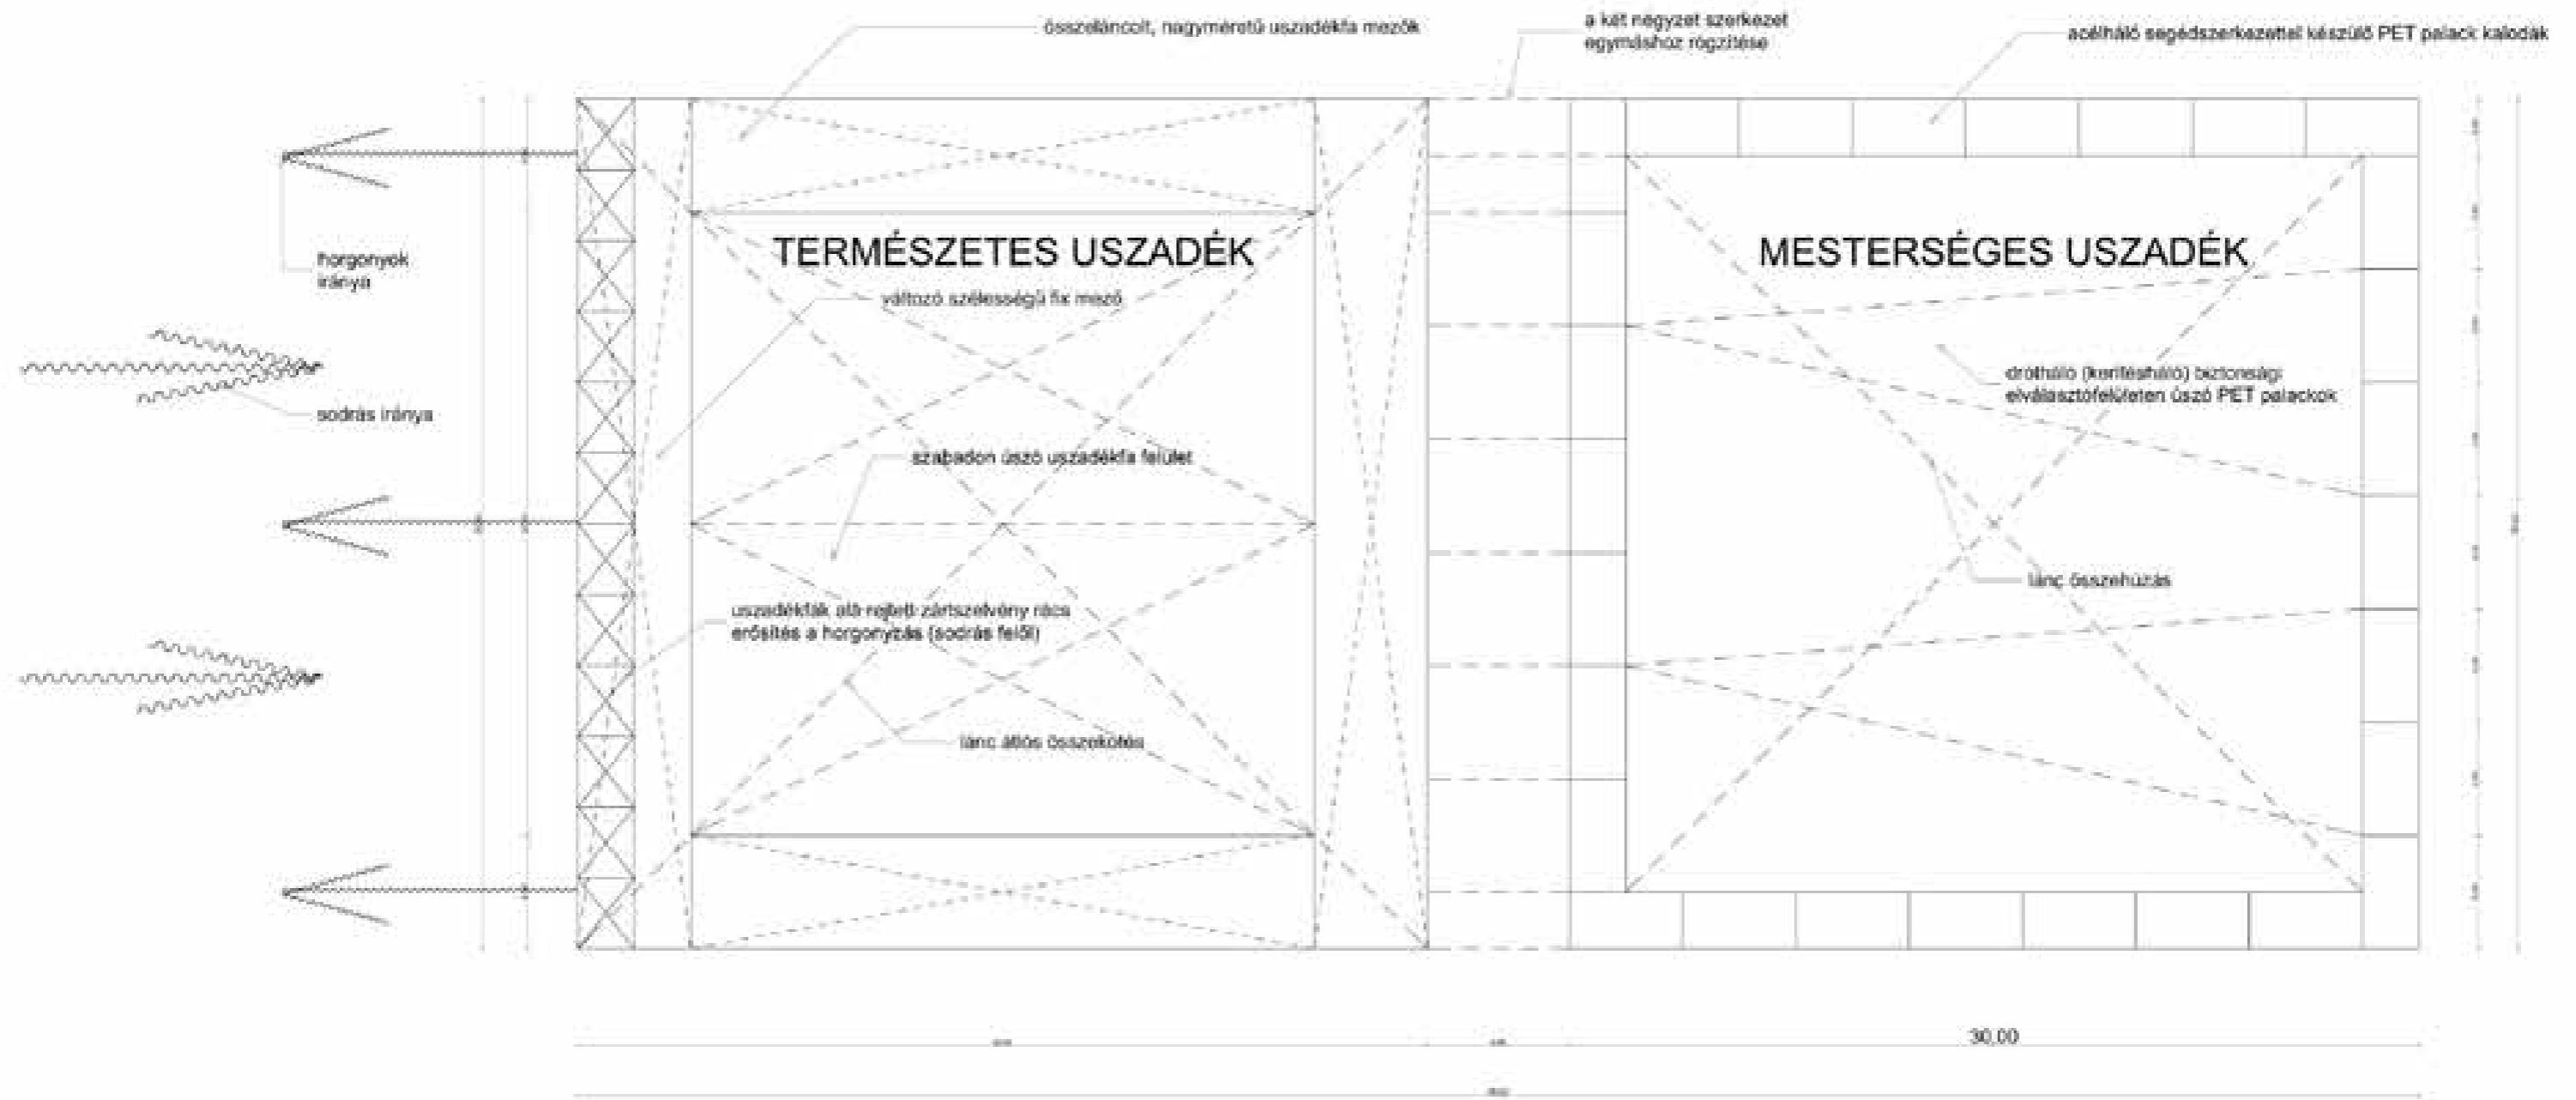 összeláncolt, nagyméretű uszadékfa mezők
a két négyzet szerkezet
egymáshoz rögzítése
acélháló segédszerkezettel készülő PET palack kalodák
TERMÉSZETES USZADÉK
MESTERSÉGES USZADÉK
horgonyok
iránya
változó szélességű fix mező
drótháló (kerítésháló) biztonsági
elválasztófelületen úszó PET palackok
sodrás iránya
szabadon úszó uszadékfa felület
lánc összehúzás
uszadékfák alá rejtett zártszelvény rács
erősítés a horgonyzás (sodrás felől)
lánc átlós összekötés
30,00